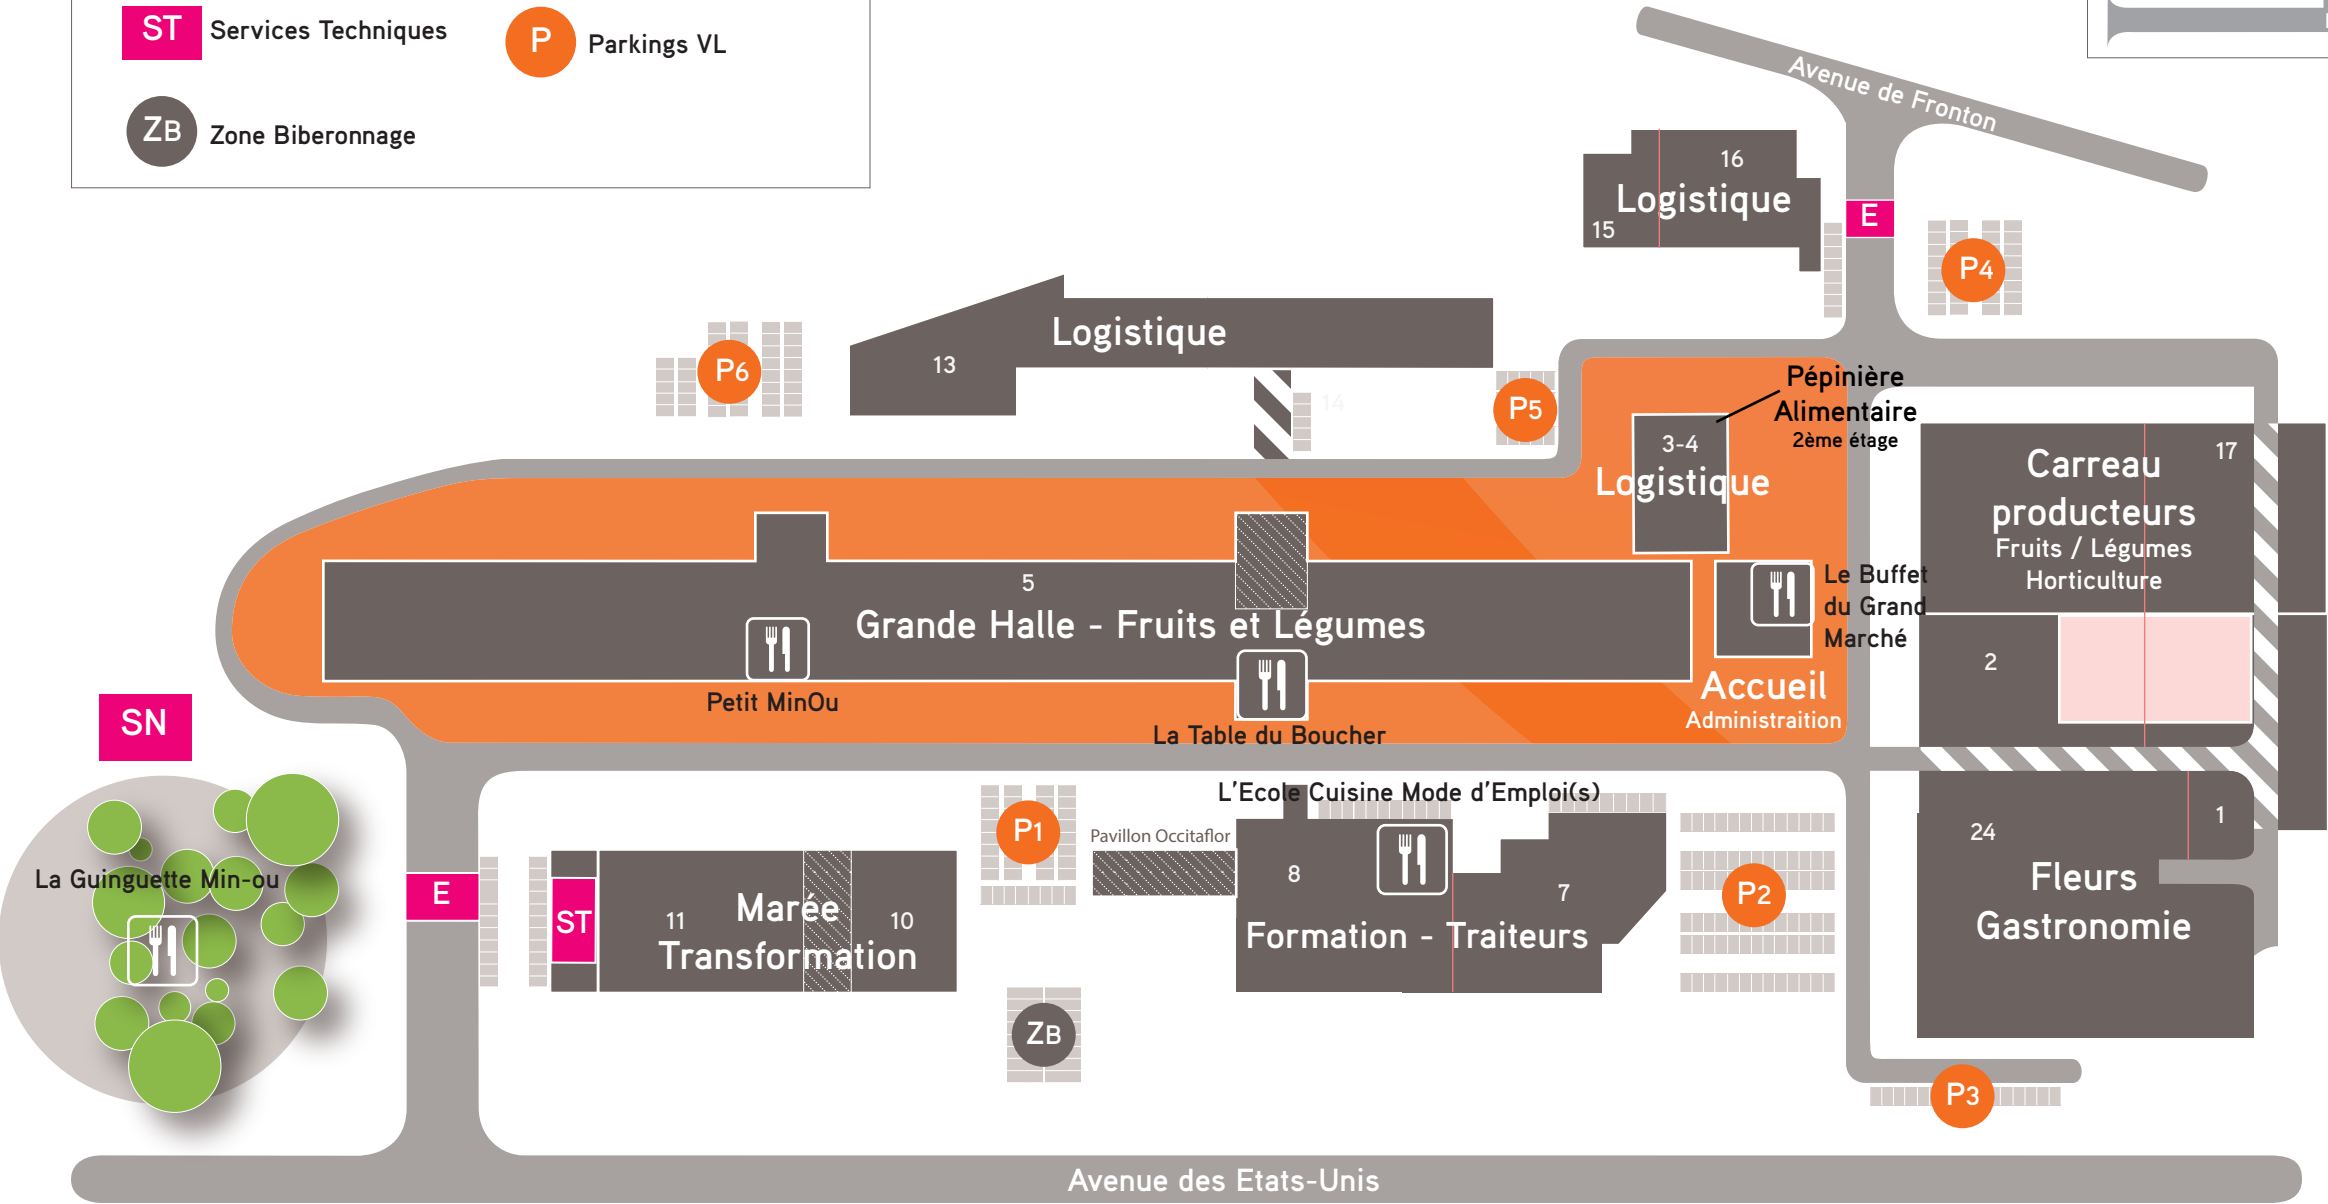 ST Services Techniques
P Parkings VL
ZB Zone Biberonnage
Avenue de Fronton
16
Logistique
15
E
P4
Logistique
13
P6
14
P5
Pépinière
Alimentaire
2ème étage
3-4
Logistique
17
Carreau
producteurs
Fruits / Légumes
Horticulture
5
Grande Halle - Fruits et Légumes
Le Buffet
du Grand
Marché
2
Petit MinOu
La Table du Boucher
Accueil
Administraition
SN
L'Ecole Cuisine Mode d'Emploi(s)
P1
Pavillon Occitaflor
La Guinguette Min-ou
E
ST
11
Marée
10
Transformation
8
7
Formation - Traiteurs
P2
24
1
Fleurs
Gastronomie
ZB
P3
Avenue des Etats-Unis